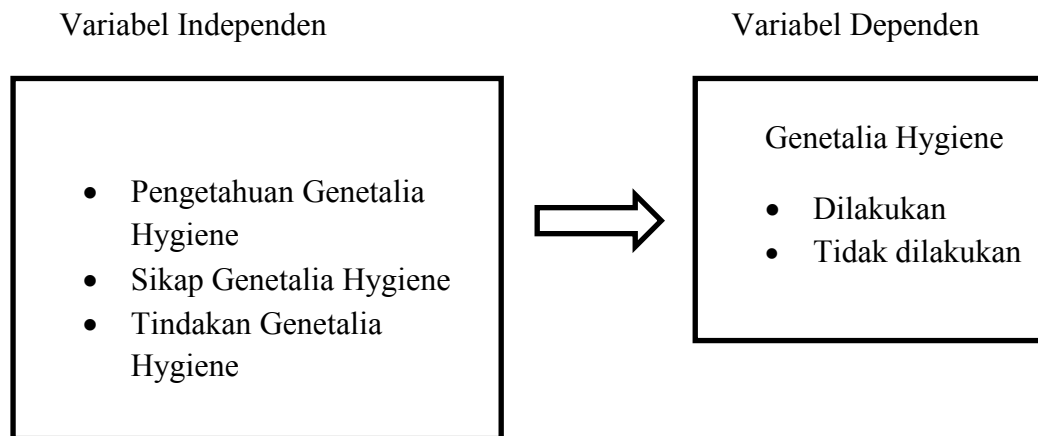 Variabel Independen
Variabel Dependen
• Pengetahuan Genetalia
Hygiene
• Sikap Genetalia Hygiene
• Tindakan Genetalia
Hygiene
Genetalia Hygiene
• Dilakukan
• Tidak dilakukan